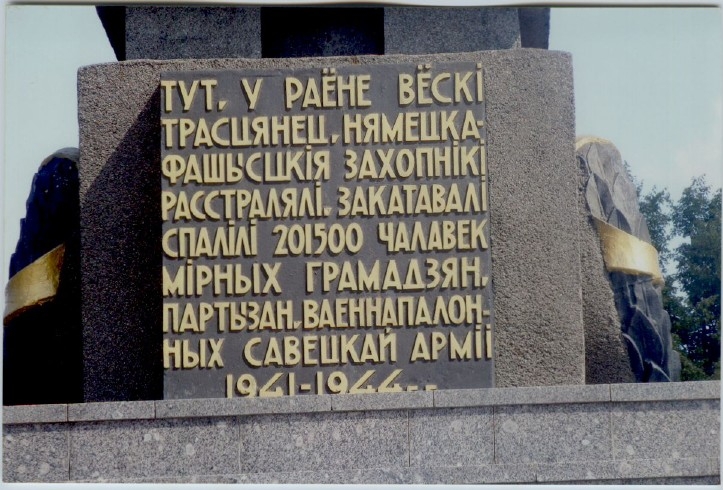 ТУТ, У РАЁНЕ ВЁСКІ
ТРАСЦЯНЕЦ, НЯМЕЦКА-
ФАШЫСЦКІЯ ЗАХОПНІКІ
РАССТРАЛЯЛІ, ЗАКАТАВАЛІ
СПАЛІЛІ 201500 ЧАЛАВЕК
МІРНЫХ ГРАМАДЗЯН,
ПАРТЫЗАН, ВАЕННАПАЛОН-
НЫХ САВЕЦКАЙ АРМІІ
1941-1944 г.г.